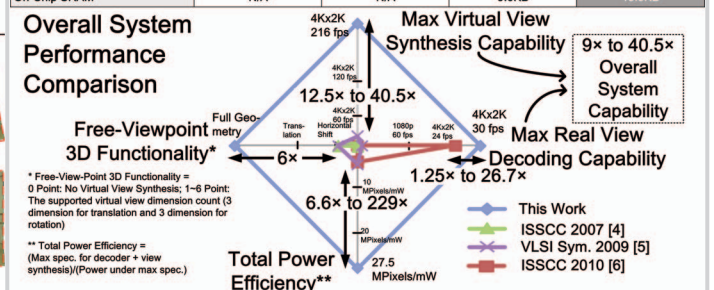 Overall System
Performance
Comparison
4Kx2K
216 fps
4Kx2K
120 fps
12.5× to 40.5×
4Kx2K
60 fps
Max Virtual View
Synthesis Capability
9× to 40.5×
Overall
System
Capability
Free-Viewpoint
3D Functionality*
Full Geo-
metry
Trans-
lation
Horizontal
Shift
6×
1080p
60 fps
4Kx2K
24 fps
4Kx2K
30 fps
Max Real View
Decoding Capability
1.25× to 26.7×
* Free-View-Point 3D Functionality =
0 Point: No Virtual View Synthesis; 1~6 Point:
The supported virtual view dimension count (3
dimension for translation and 3 dimension for
rotation)
** Total Power Efficiency =
(Max spec. for decoder + view
synthesis)/(Power under max spec.)
10
MPixels/mW
6.6× to 229×
20
MPixels/mW
27.5
MPixels/mW
Total Power
Efficiency**
This Work
ISSCC 2007 [4]
VLSI Sym. 2009 [5]
ISSCC 2010 [6]